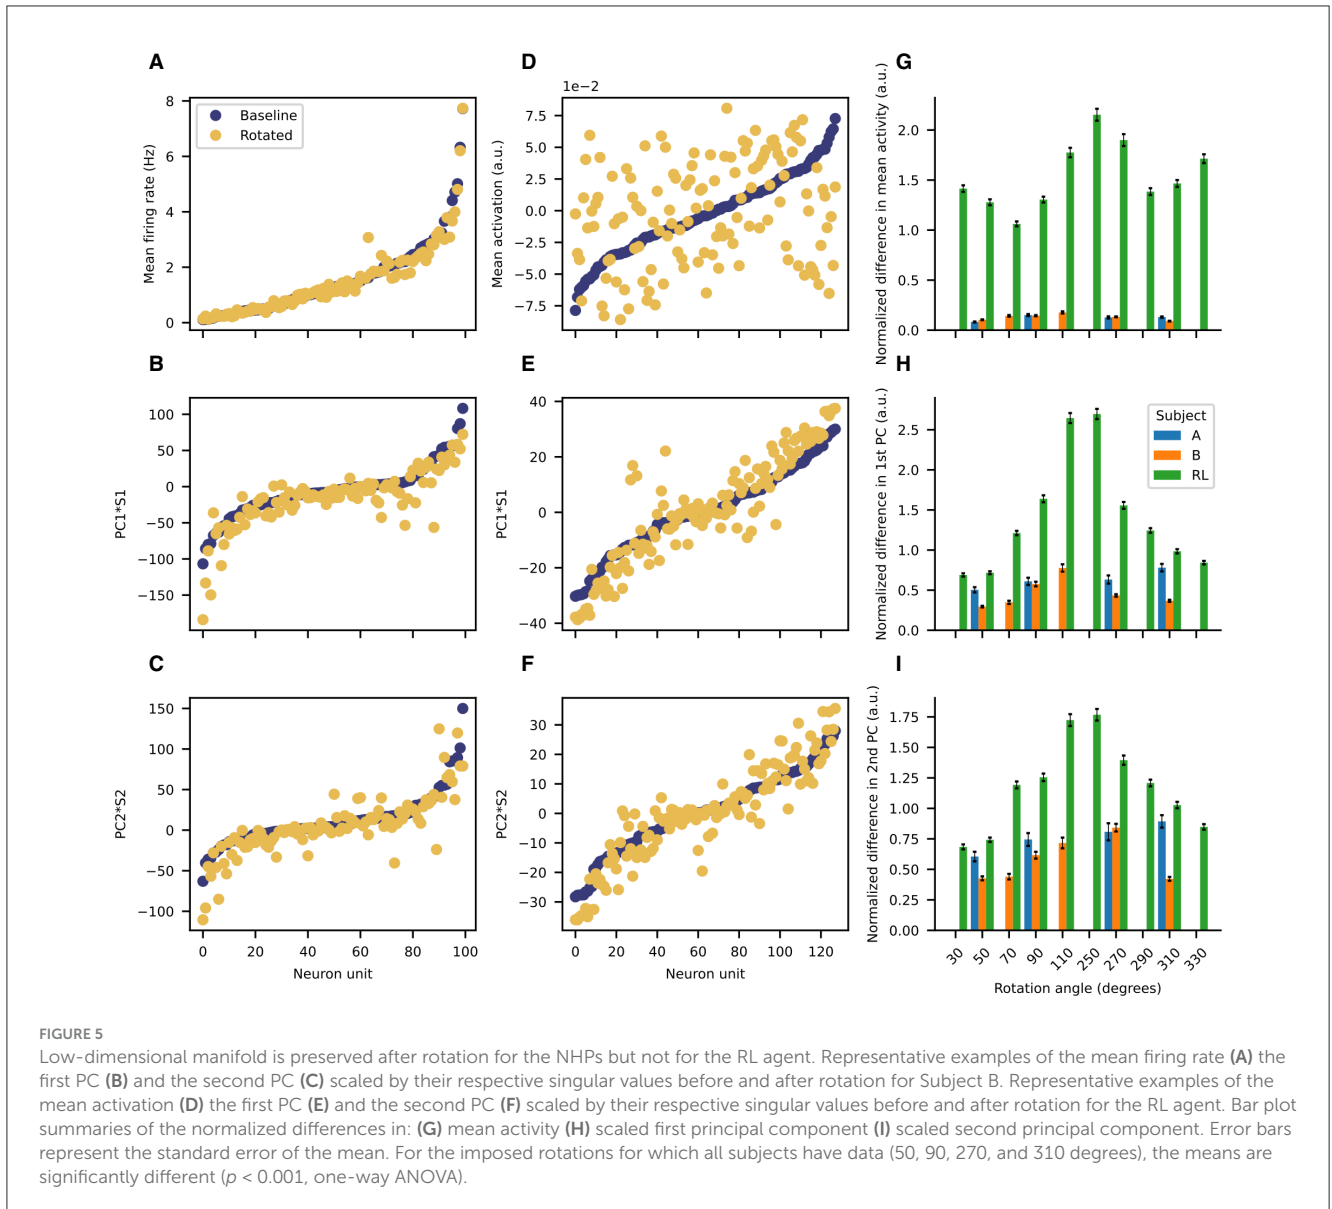 A
Mean firing rate (Hz)
8
6
4
2
0
Baseline
Rotated
B
PC1*S1
100
50
0
−50
−100
−150
C
PC2*S2
150
100
50
0
−50
−100
0 20 40 60 80 100
Neuron unit
D
1e−2
Mean activation (a.u.)
7.5
5.0
2.5
0.0
−2.5
−5.0
−7.5
E
PC1*S1
40
20
0
−20
−40
F
PC2*S2
30
20
10
0
−10
−20
−30
0 20 40 60 80 100 120
Neuron unit
G
Normalized difference in mean activity (a.u.)
2.0
1.5
1.0
0.5
0.0
H
Normalized difference in 1st PC (a.u.)
2.5
2.0
1.5
1.0
0.5
0.0
Subject
A
B
RL
I
Normalized difference in 2nd PC (a.u.)
1.75
1.50
1.25
1.00
0.75
0.50
0.25
0.00
30 50 70 90 110 250 270 290 310 330
Rotation angle (degrees)
FIGURE 5
Low-dimensional manifold is preserved after rotation for the NHPs but not for the RL agent. Representative examples of the mean firing rate (A) the
first PC (B) and the second PC (C) scaled by their respective singular values before and after rotation for Subject B. Representative examples of the
mean activation (D) the first PC (E) and the second PC (F) scaled by their respective singular values before and after rotation for the RL agent. Bar plot
summaries of the normalized differences in: (G) mean activity (H) scaled first principal component (I) scaled second principal component. Error bars
represent the standard error of the mean. For the imposed rotations for which all subjects have data (50, 90, 270, and 310 degrees), the means are
significantly different (p < 0.001, one-way ANOVA).